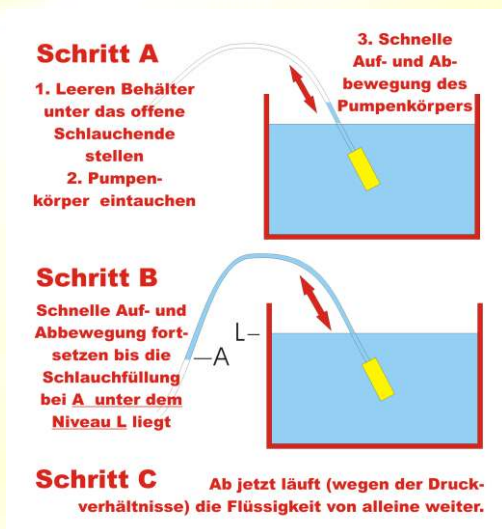 Schritt A
1. Leeren Behälter
unter das offene
Schlauchende
stellen
2. Pumpen-
körper eintauchen
3. Schnelle
Auf- und Ab-
bewegung des
Pumpenkörpers
Schritt B
Schnelle Auf- und
Abbewegung fort-
setzen bis die
Schlauchfüllung
bei A unter dem
Niveau L liegt
A
L
Schritt C
Ab jetzt läuft (wegen der Druck-
verhältnisse) die Flüssigkeit von alleine weiter.